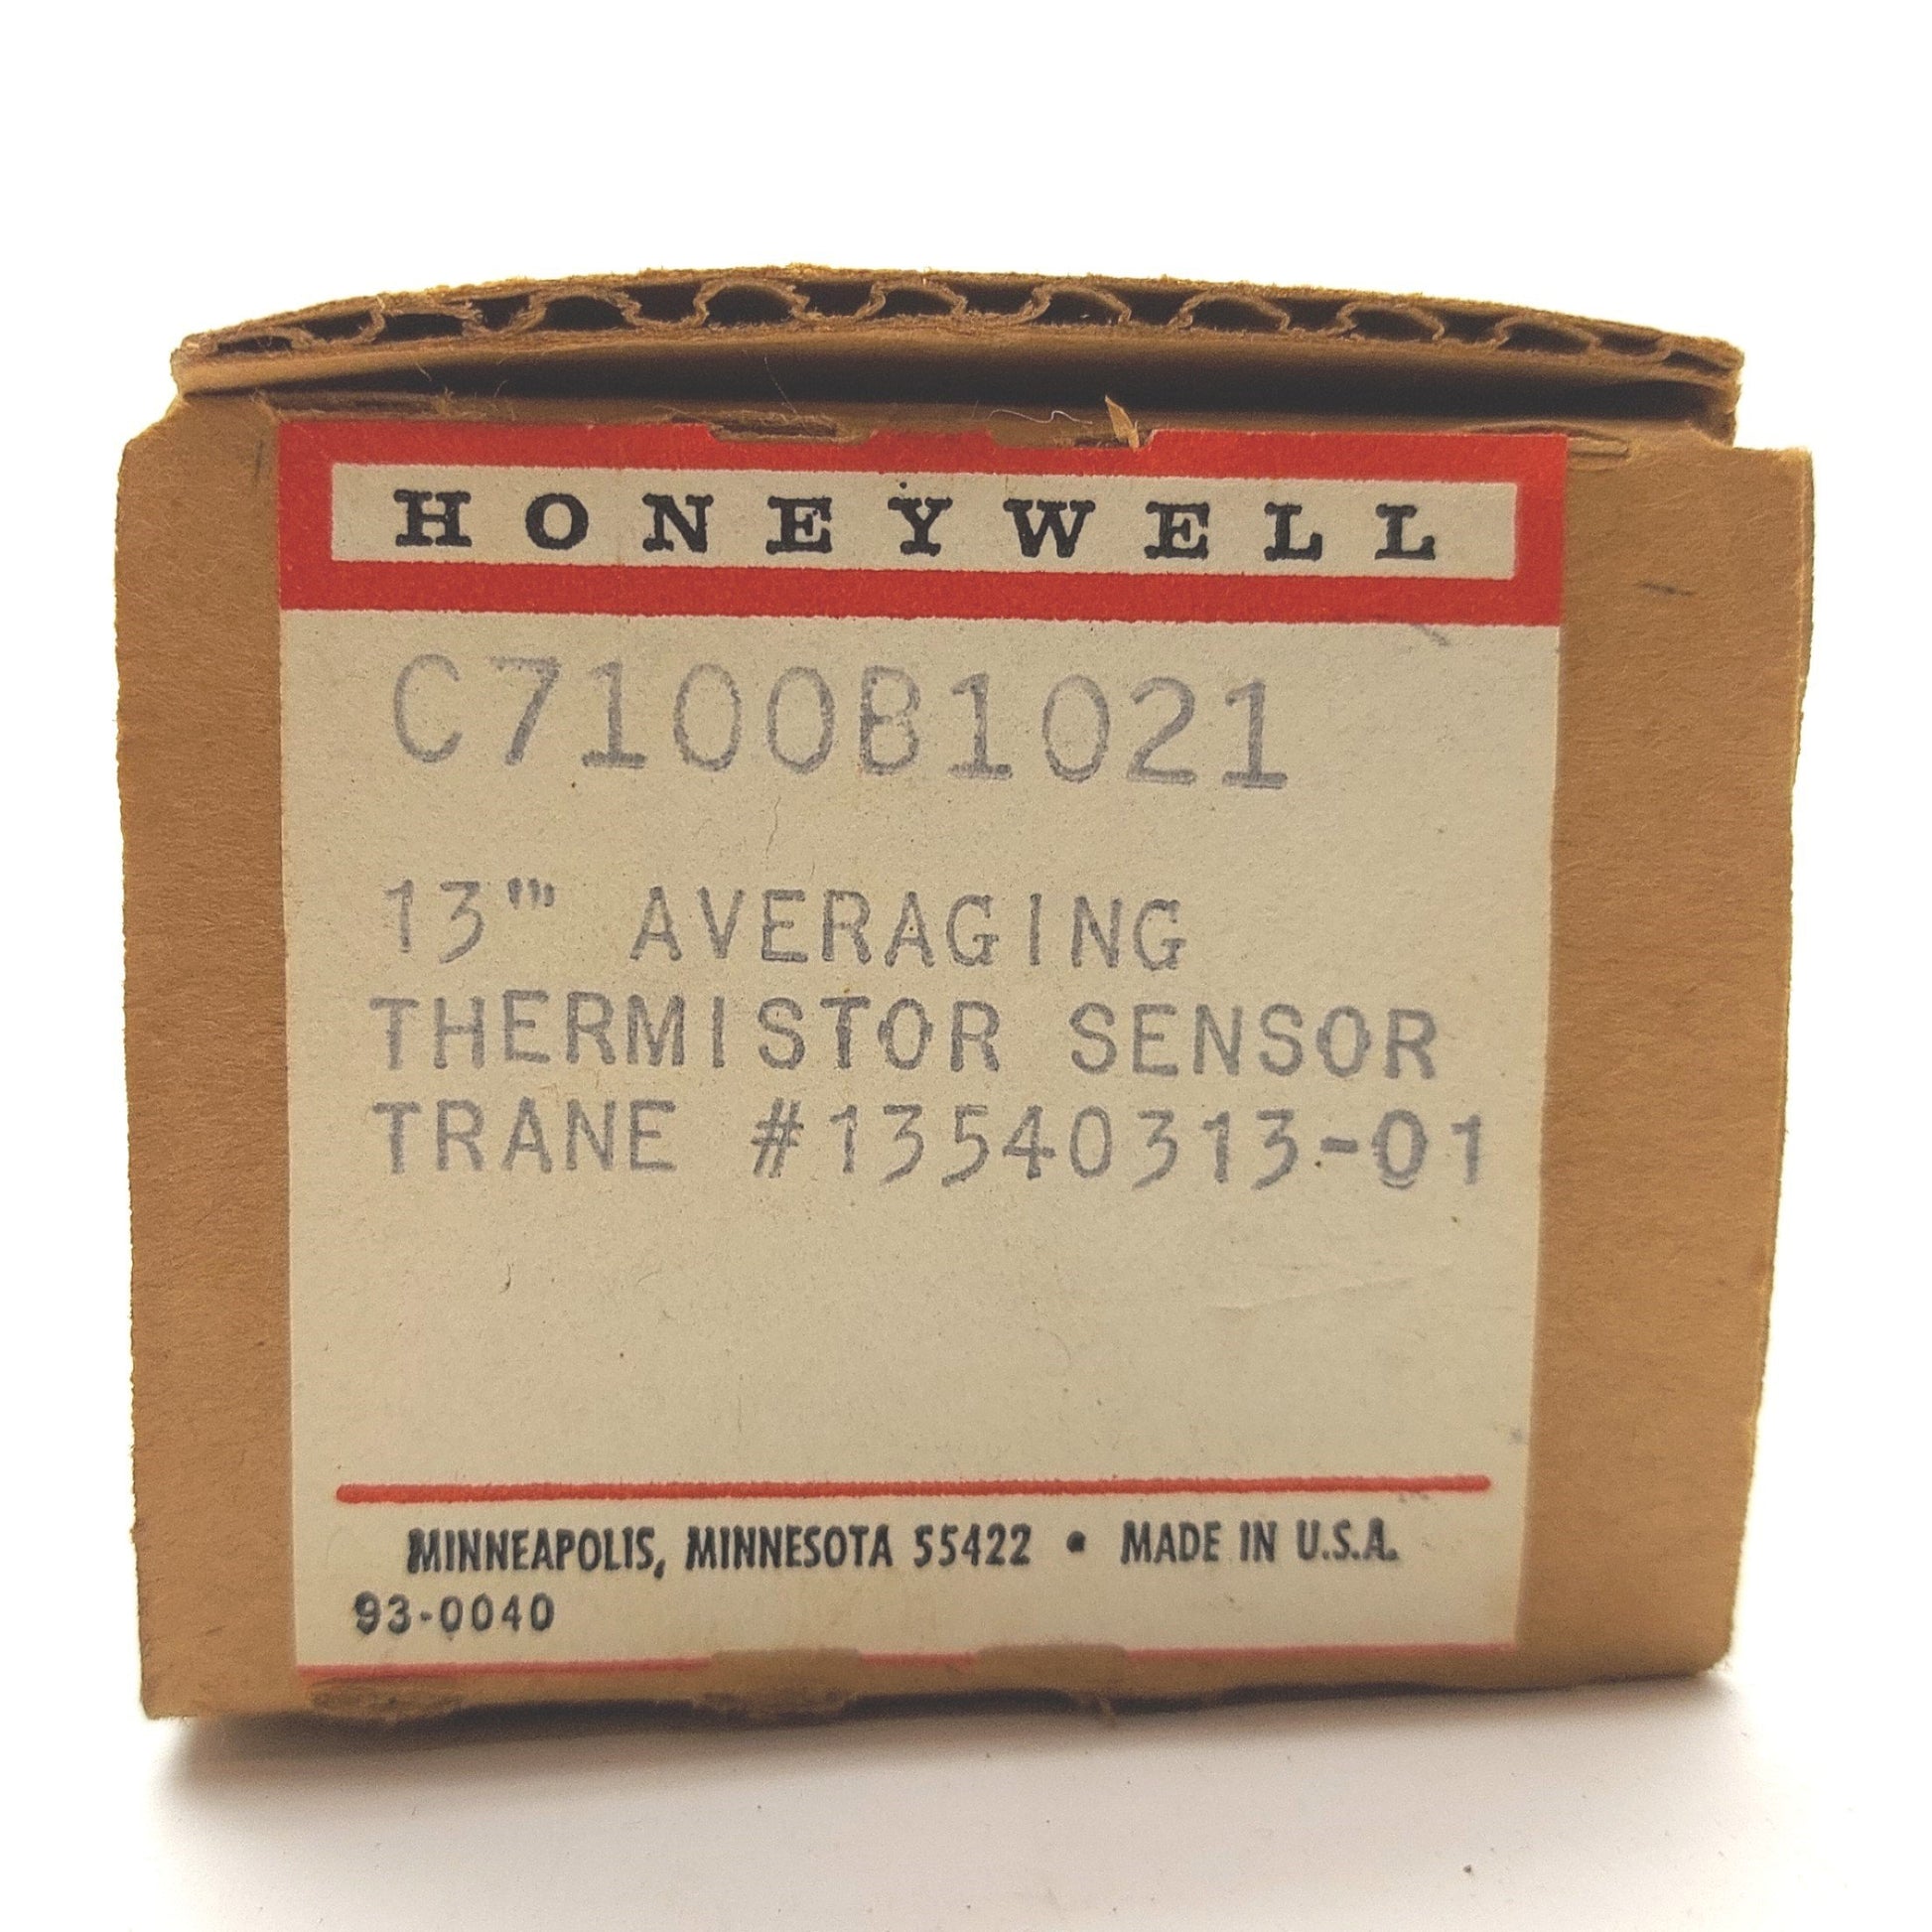 HONEYWELL
C7100B1021
13"' AVERAGING
THERMISTOR SENSOR
TRANE #13540313-01
MINNEAPOLIS, MINNESOTA 55422 • MADE IN U.S.A.
93-0040